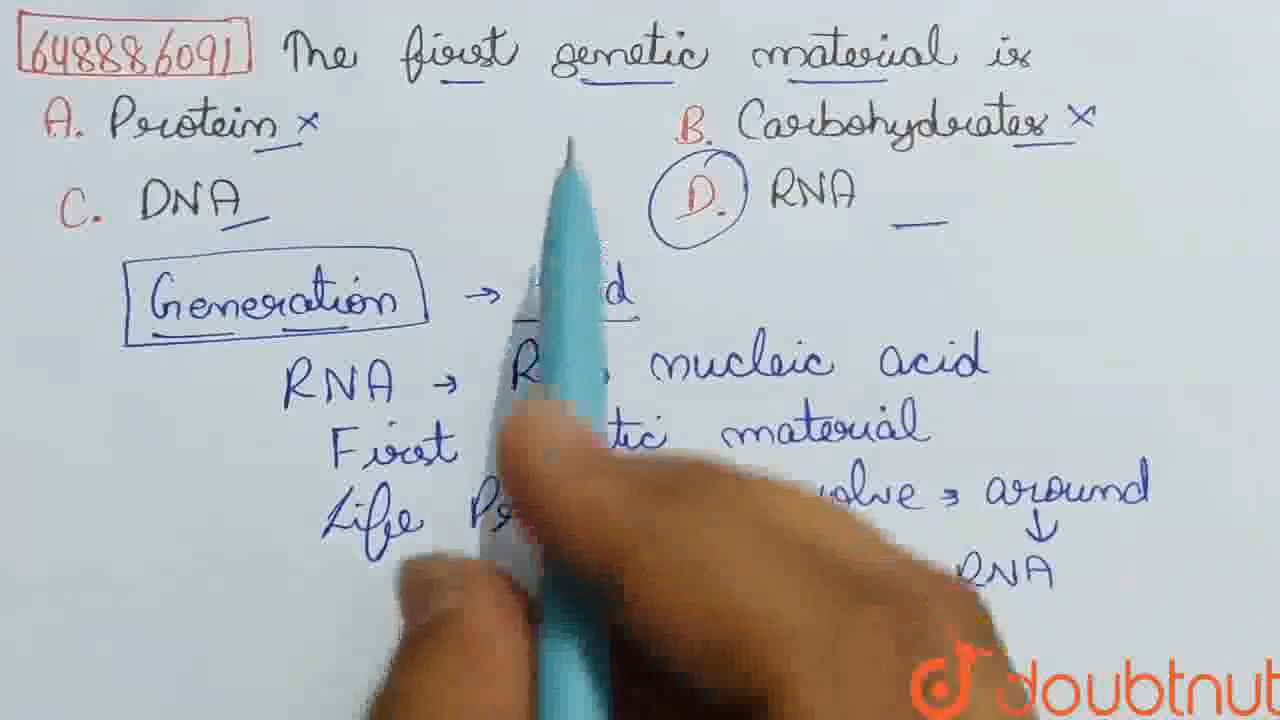 648886091 The first genetic material is
A. Protein × B. Carbohydrates ×
C. DNA D. RNA
Generation →
RNA → nucleic acid
First material
Life around
↓
RNA
doubtnut